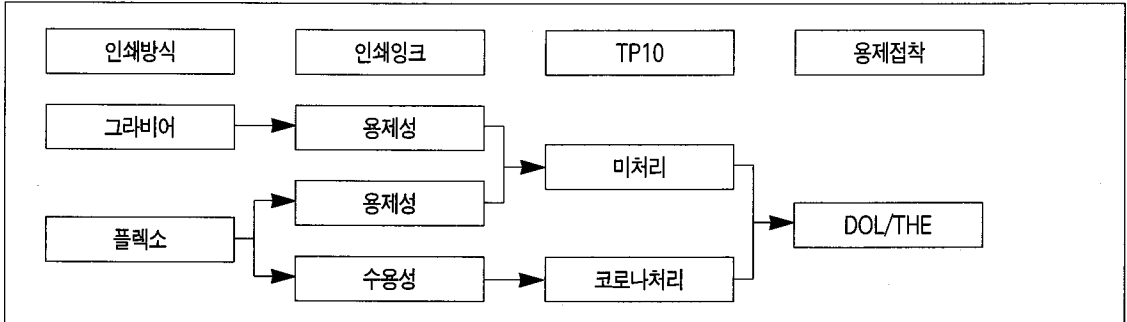 인쇄방식 인쇄잉크 TP10 용제접착
그라비어 용제성
미처리
용제성
플렉소 DOL/THE
수용성 코로나처리